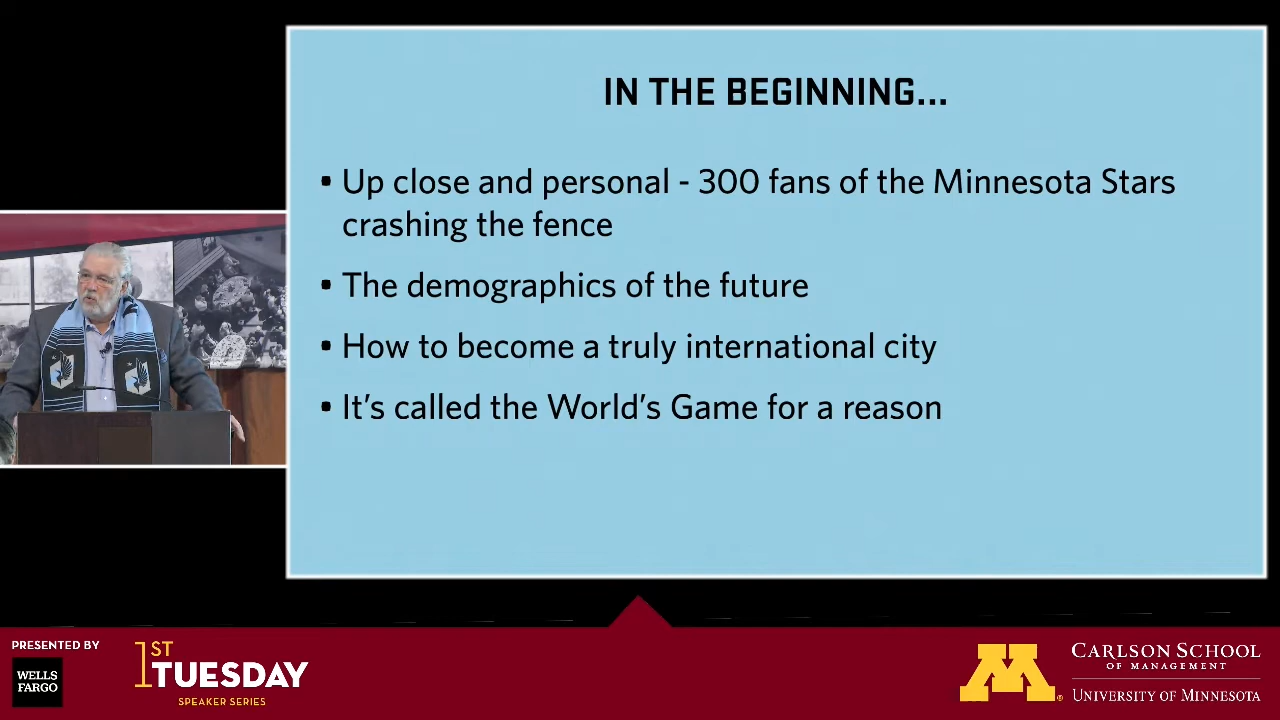 IN THE BEGINNING...
• Up close and personal - 300 fans of the Minnesota Stars
crashing the fence
• The demographics of the future
• How to become a truly international city
• It's called the World's Game for a reason
PRESENTED BY
WELLS
FARGO
1ST
TUESDAY
SPEAKER SERIES
M
CARLSON SCHOOL
OF MANAGEMENT
UNIVERSITY OF MINNESOTA